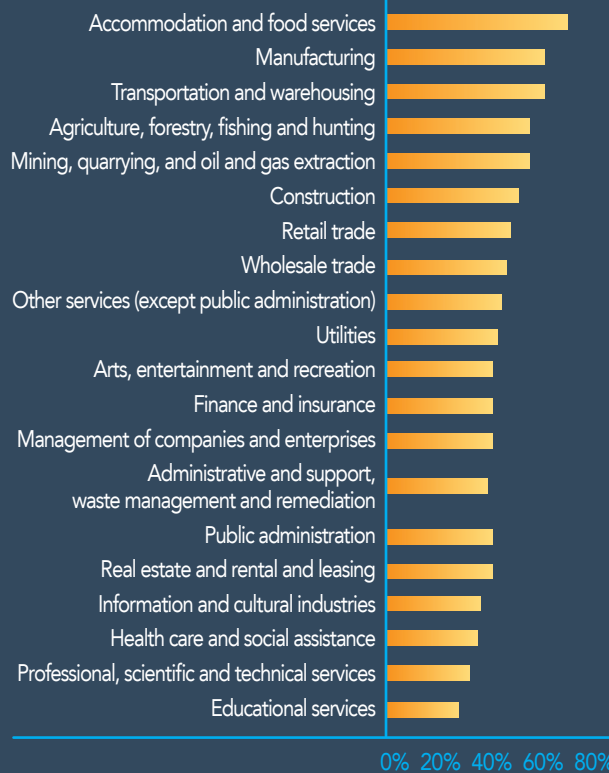 Accommodation and food services
Manufacturing
Transportation and warehousing
Agriculture, forestry, fishing and hunting
Mining, quarrying, and oil and gas extraction
Construction
Retail trade
Wholesale trade
Other services (except public administration)
Utilities
Arts, entertainment and recreation
Finance and insurance
Management of companies and enterprises
Administrative and support,
waste management and remediation
Public administration
Real estate and rental and leasing
Information and cultural industries
Health care and social assistance
Professional, scientific and technical services
Educational services
0% 20% 40% 60% 80%